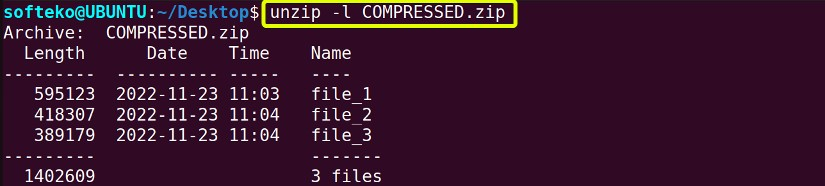 softeko@UBUNTU:~/Desktop$ unzip -l COMPRESSED.zip
Archive:  COMPRESSED.zip
  Length      Date    Time    Name
---------  ---------- -----   ----
   595123  2022-11-23 11:03   file_1
   418307  2022-11-23 11:04   file_2
   389179  2022-11-23 11:04   file_3
---------                     -------
  1402609                     3 files